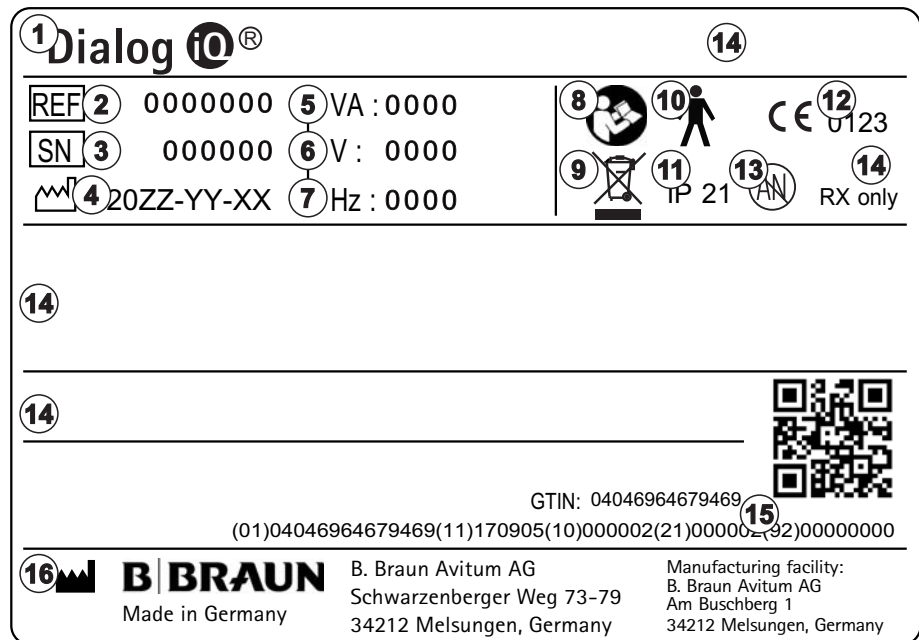 1 Dialog iQ® 14
REF 2 0000000 5 VA : 0000 8 10 CE 12 0123
SN 3 000000 6 V : 0000
4 20ZZ-YY-XX 7 Hz : 0000 9 11 IP 21 13 AN 14 RX only
14
14
GTIN: 04046964679469
15
(01)04046964679469(11)170905(10)000002(21)000002(92)00000000
16 B|BRAUN
Made in Germany
B. Braun Avitum AG
Schwarzenberger Weg 73-79
34212 Melsungen, Germany
Manufacturing facility:
B. Braun Avitum AG
Am Buschberg 1
34212 Melsungen, Germany